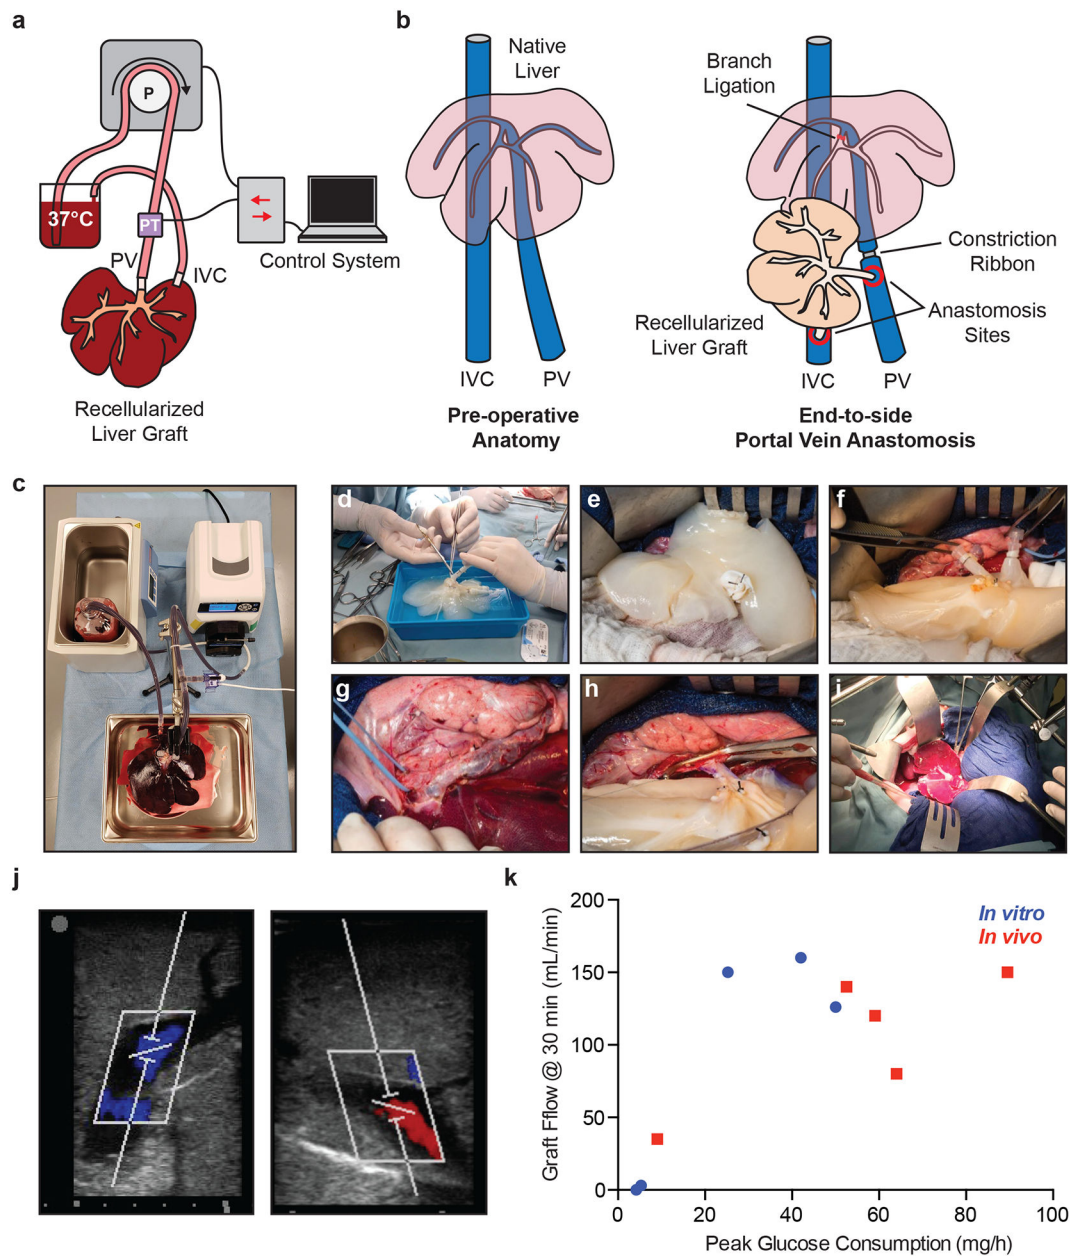 a
P
37°C
PT
PV
IVC
Control System
Recellularized
Liver Graft
b
Native
Liver
IVC
PV
Pre-operative
Anatomy
Branch
Ligation
Constriction
Ribbon
Anastomosis
Sites
Recellularized
Liver Graft
IVC
PV
End-to-side
Portal Vein Anastomosis
c
d
e
f
g
h
i
j
k
Graft Fflow @ 30 min (mL/min)
200
150
100
50
0
In vitro
In vivo
0
20
40
60
80
100
Peak Glucose Consumption (mg/h)